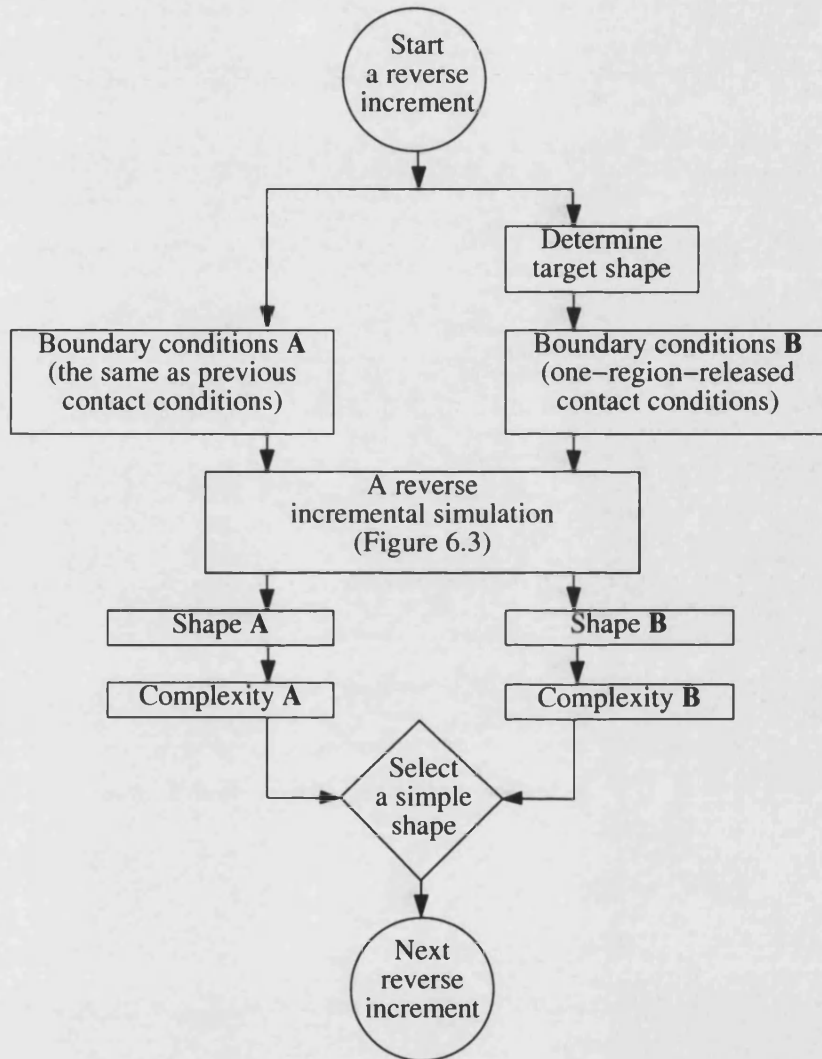 Start
a reverse
increment
Determine
target shape
Boundary conditions A
(the same as previous
contact conditions)
Boundary conditions B
(one–region–released
contact conditions)
A reverse
incremental simulation
(Figure 6.3)
Shape A
Shape B
Complexity A
Complexity B
Select
a simple
shape
Next
reverse
increment